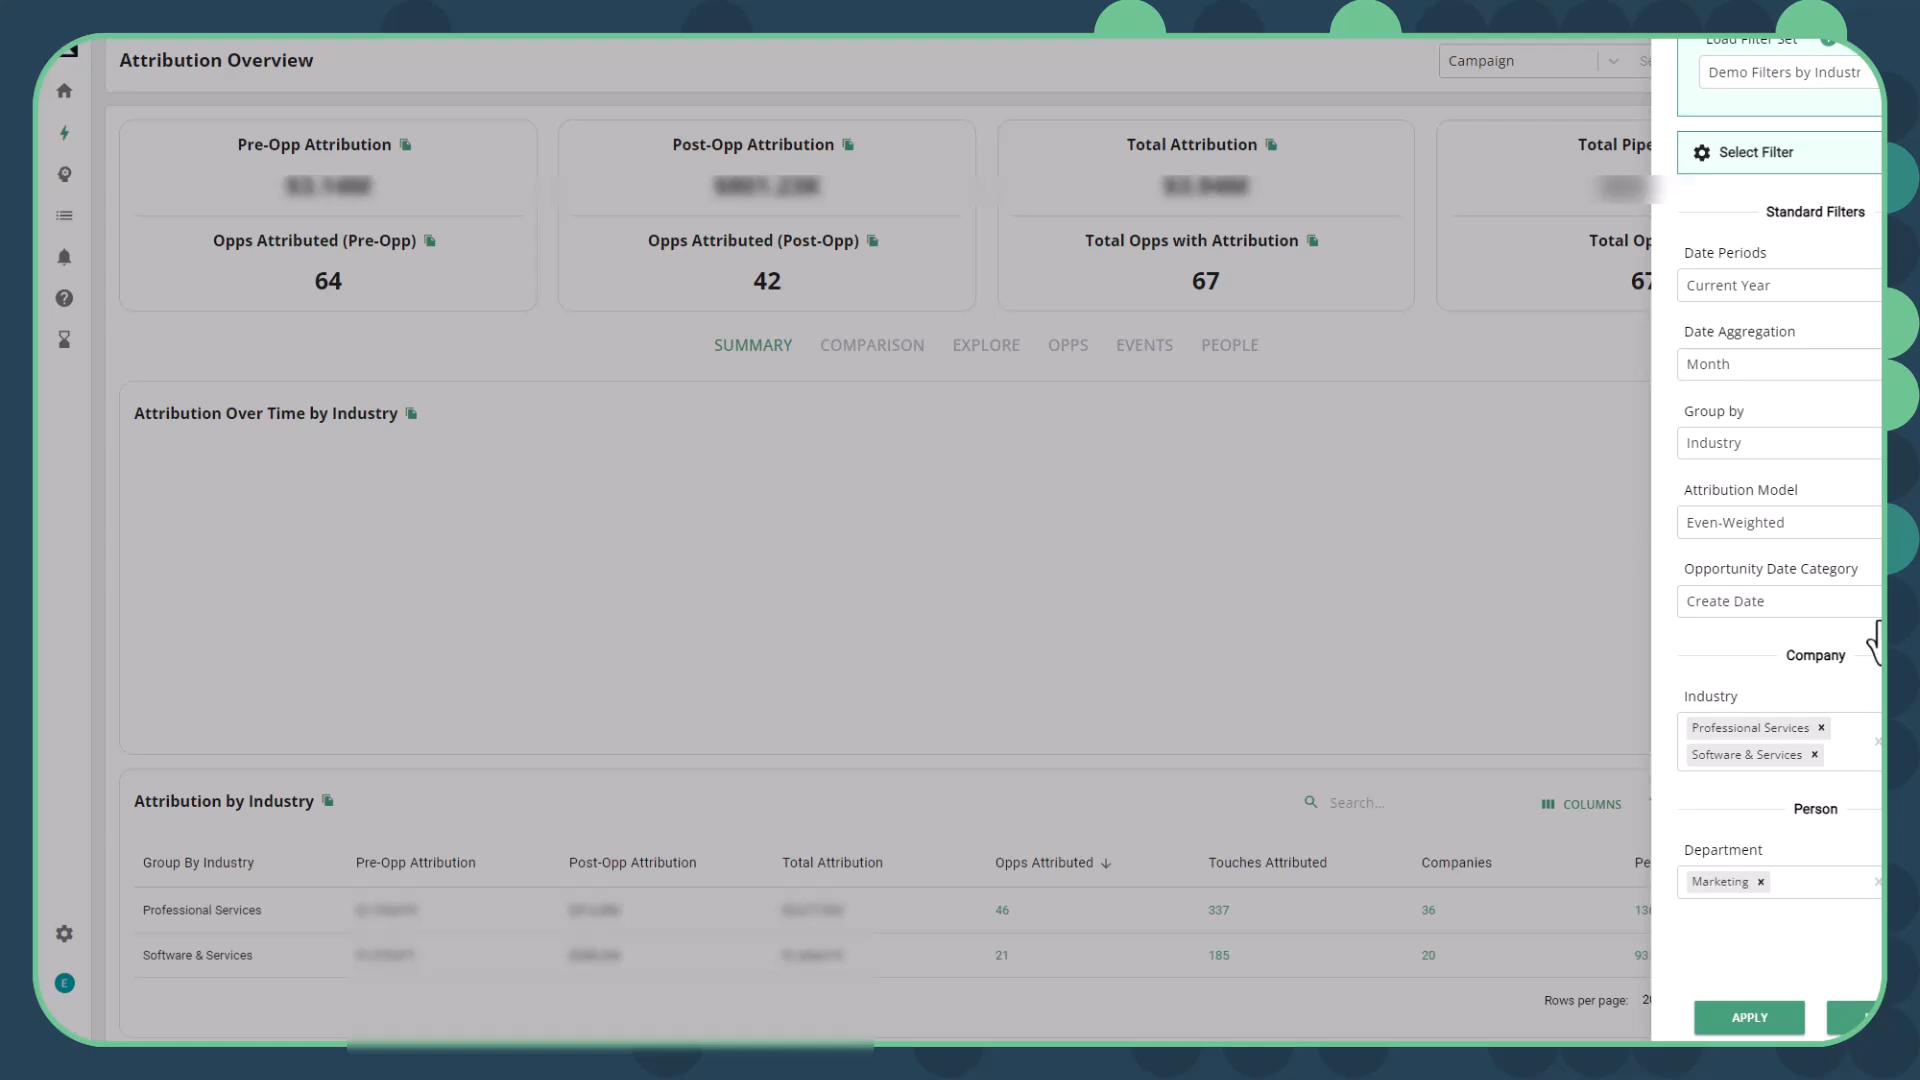 Attribution Overview
Campaign
Pre-Opp Attribution
Opps Attributed (Pre-Opp)
64
Post-Opp Attribution
Opps Attributed (Post-Opp)
42
Total Attribution
Total Opps with Attribution
67
Total Pipe
Total Op
67
SUMMARY COMPARISON EXPLORE OPPS EVENTS PEOPLE
Attribution Over Time by Industry
Attribution by Industry
Search...
COLUMNS
Group By Industry Pre-Opp Attribution Post-Opp Attribution Total Attribution Opps Attributed Touches Attributed Companies Pe
Professional Services 46 337 36
Software & Services 21 185 20 93
Rows per page:
E
Load Filter Set
Demo Filters by Industr
Select Filter
Standard Filters
Date Periods
Current Year
Date Aggregation
Month
Group by
Industry
Attribution Model
Even-Weighted
Opportunity Date Category
Create Date
Company
Industry
Professional Services
Software & Services
Person
Department
Marketing
APPLY